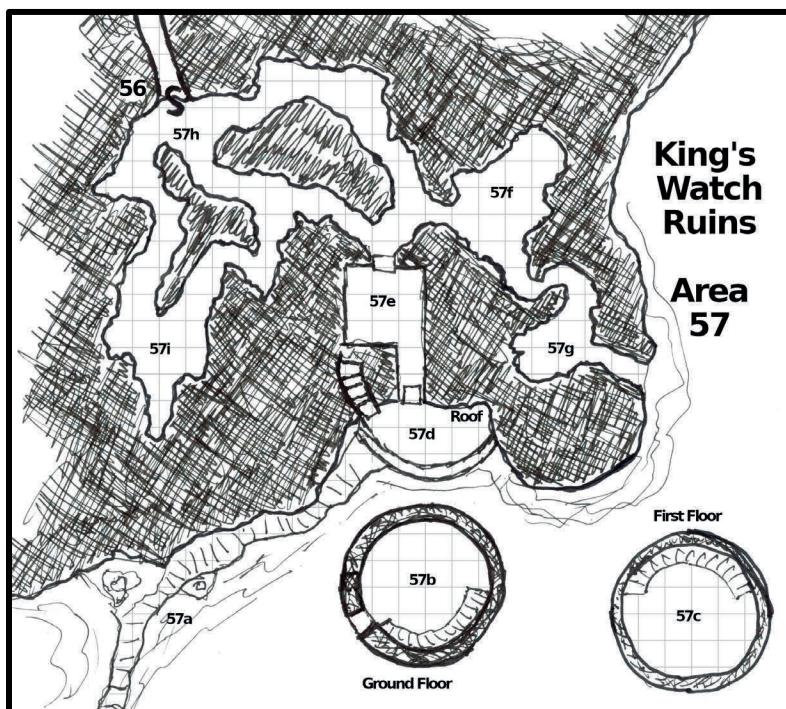 56
57h
57f
King's
Watch
Ruins
Area
57
57e
57i
57g
Roof
57d
First Floor
57b
57c
57a
Ground Floor